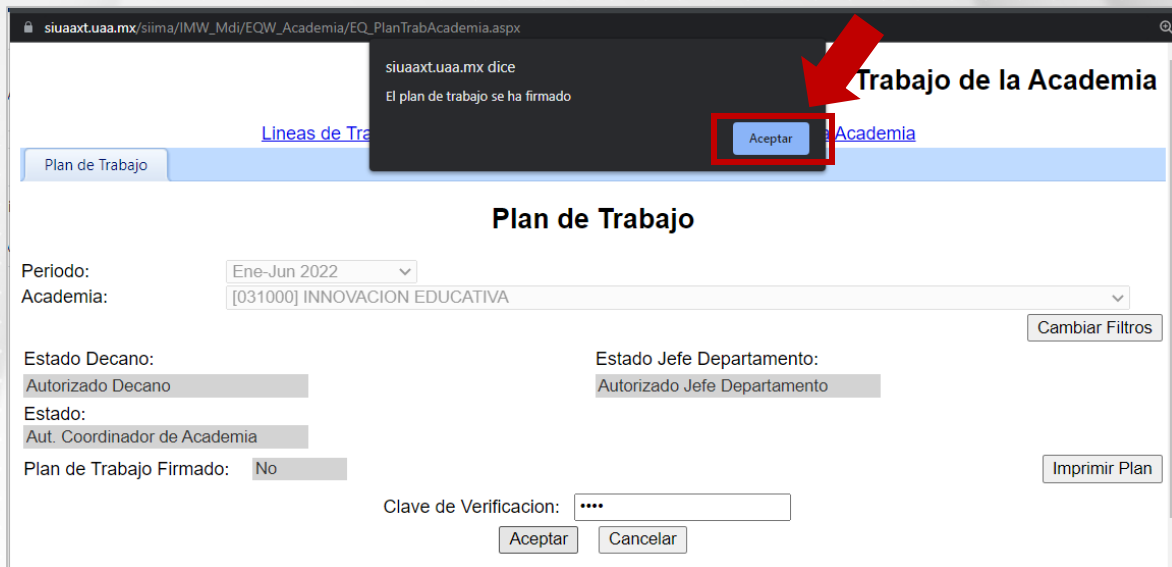 siuaaxt.uaa.mx/siima/IMW_Mdi/EQW_Academia/EQ_PlanTrabAcademia.aspx
siuaaxt.uaa.mx dice
El plan de trabajo se ha firmado
Aceptar
Trabajo de la Academia
Lineas de Tra
Academia
Plan de Trabajo
Plan de Trabajo
Periodo: Ene-Jun 2022
Academia: [031000] INNOVACION EDUCATIVA
Cambiar Filtros
Estado Decano: Estado Jefe Departamento:
Autorizado Decano Autorizado Jefe Departamento
Estado:
Aut. Coordinador de Academia
Plan de Trabajo Firmado: No Imprimir Plan
Clave de Verificacion: ••••
Aceptar Cancelar